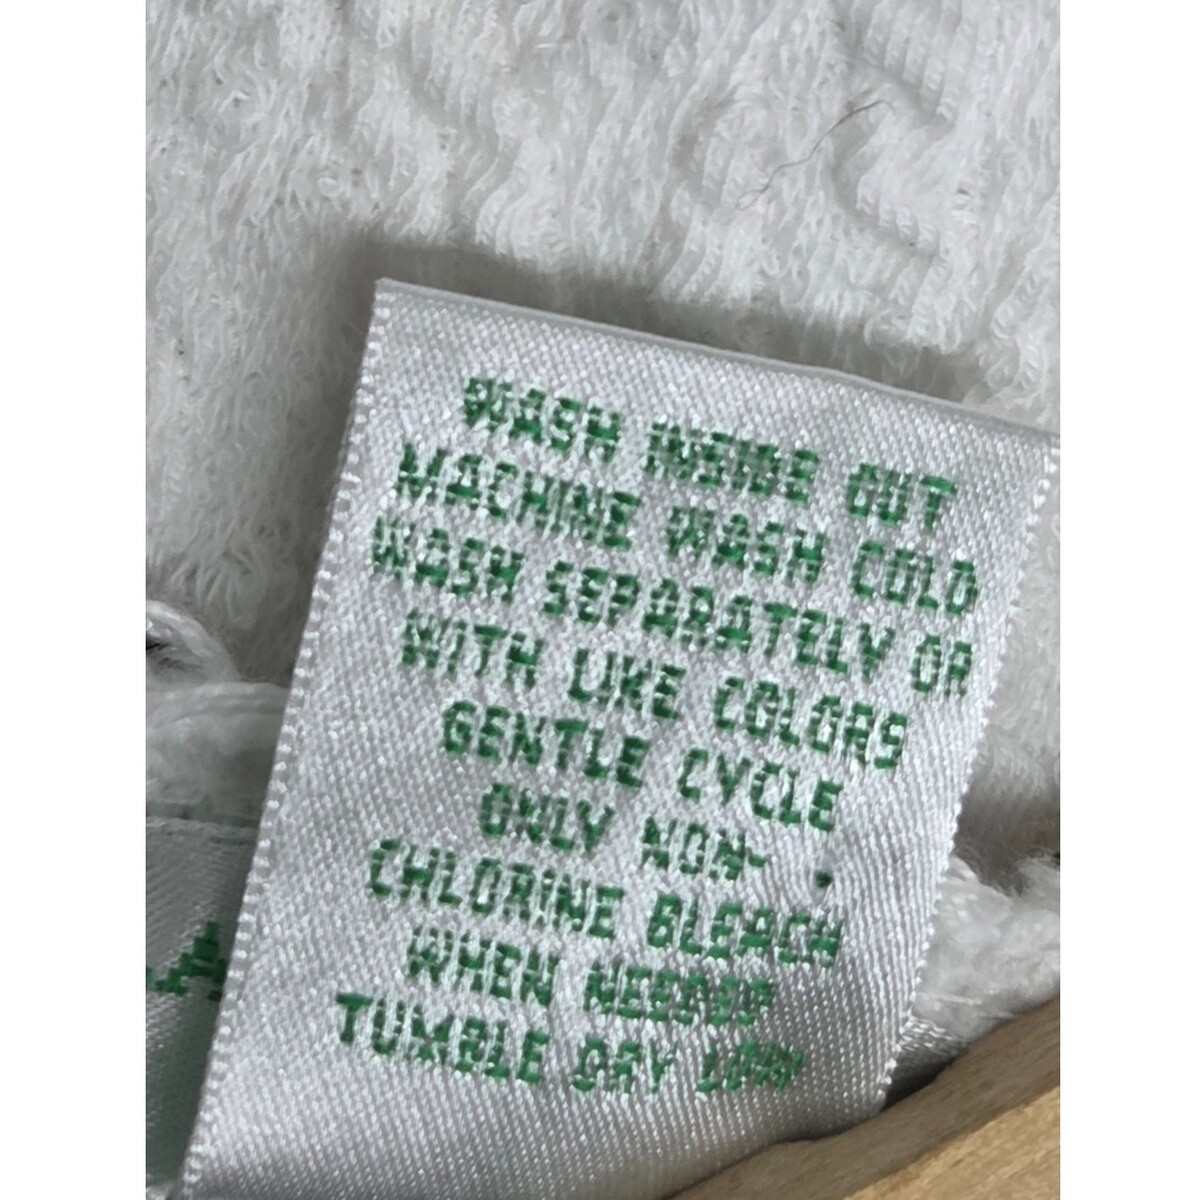 WASH INSIDE OUT
MACHINE WASH COLD
WASH SEPARATELY OR
WITH LIKE COLORS
GENTLE CYCLE
ONLY NON-
CHLORINE BLEACH
WHEN NEEDED
TUMBLE DRY LOW